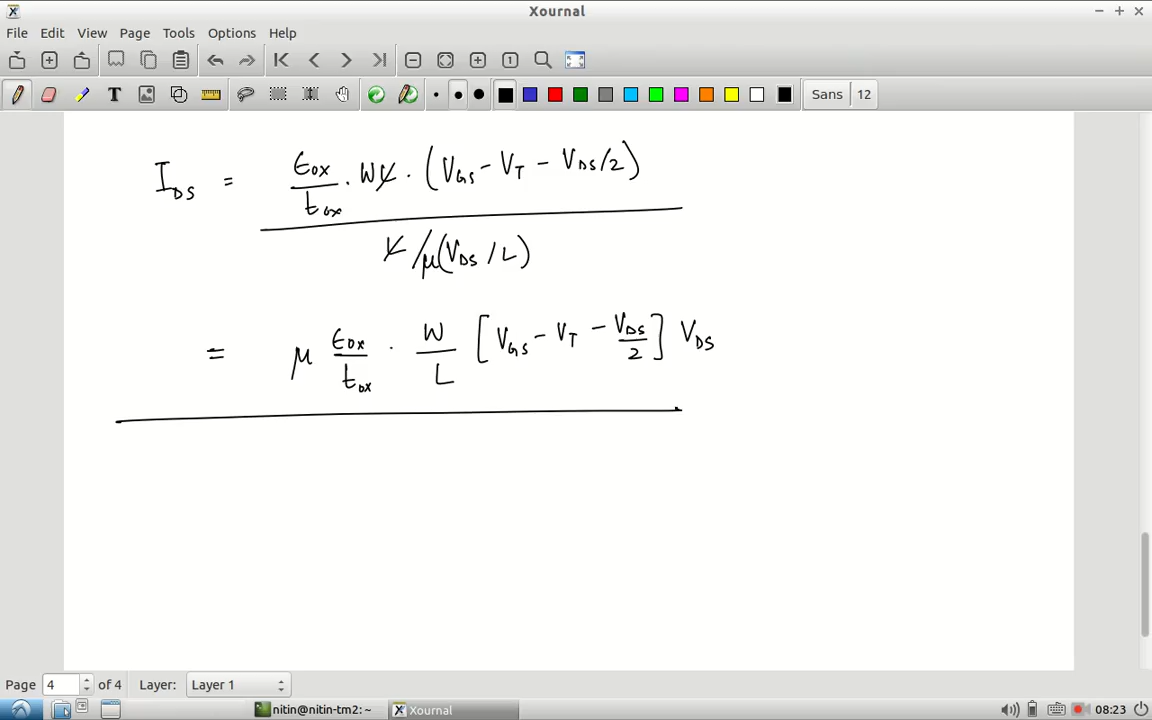 Xournal
File Edit View Page Tools Options Help
Sans 12
I_DS = (ε_ox / t_ox) · W L · (V_GS − V_T − V_DS/2)
L / μ(V_DS / L)
= μ (ε_ox / t_ox) · (W / L) [V_GS − V_T − V_DS/2] V_DS
Page 4 of 4 Layer: Layer 1
nitin@nitin-tm2: ~ Xournal 08:23